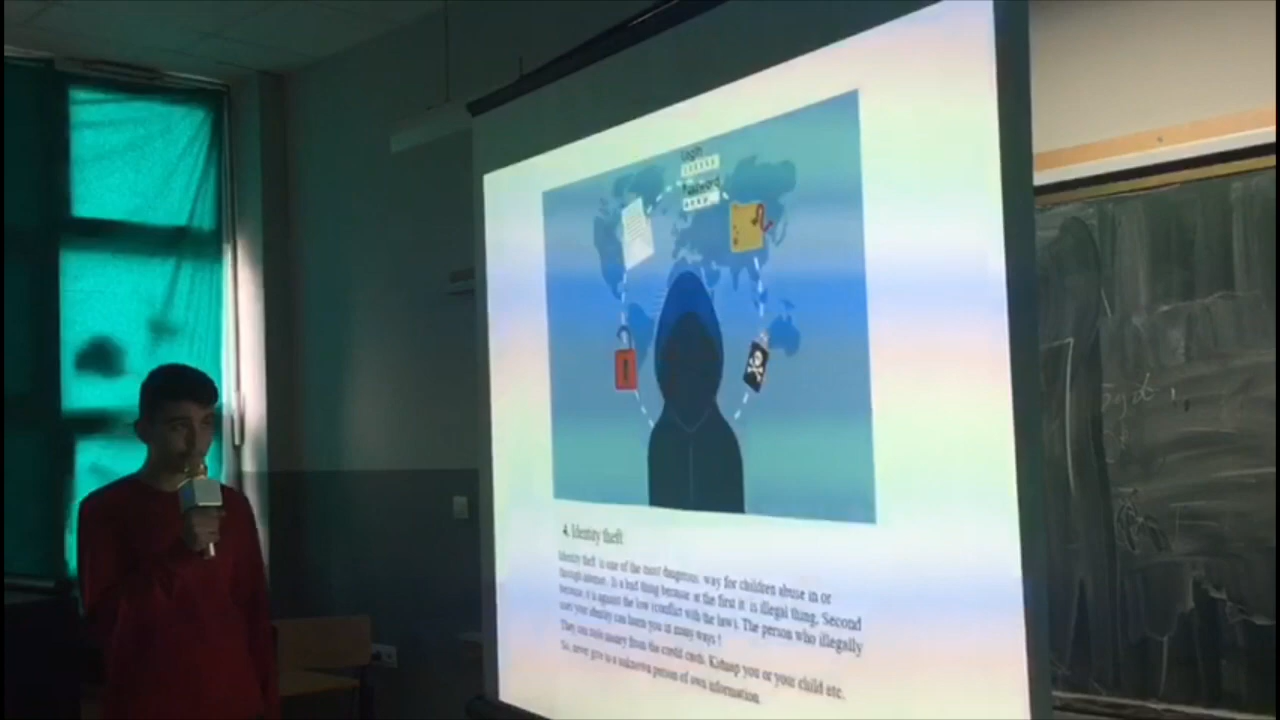 Login
Password
4. Identity theft
Identity theft is one of the most dangerous way for children abuse in or
through internet. Is a bad thing because at the first it is illegal thing. Second
because, it is against the low (conflict with the law). The person who illegally
uses your identity can harm you in many ways !
They can steal money from the credit cards. Kidnap you or your child etc.
So, never give to a unknown person of own information.